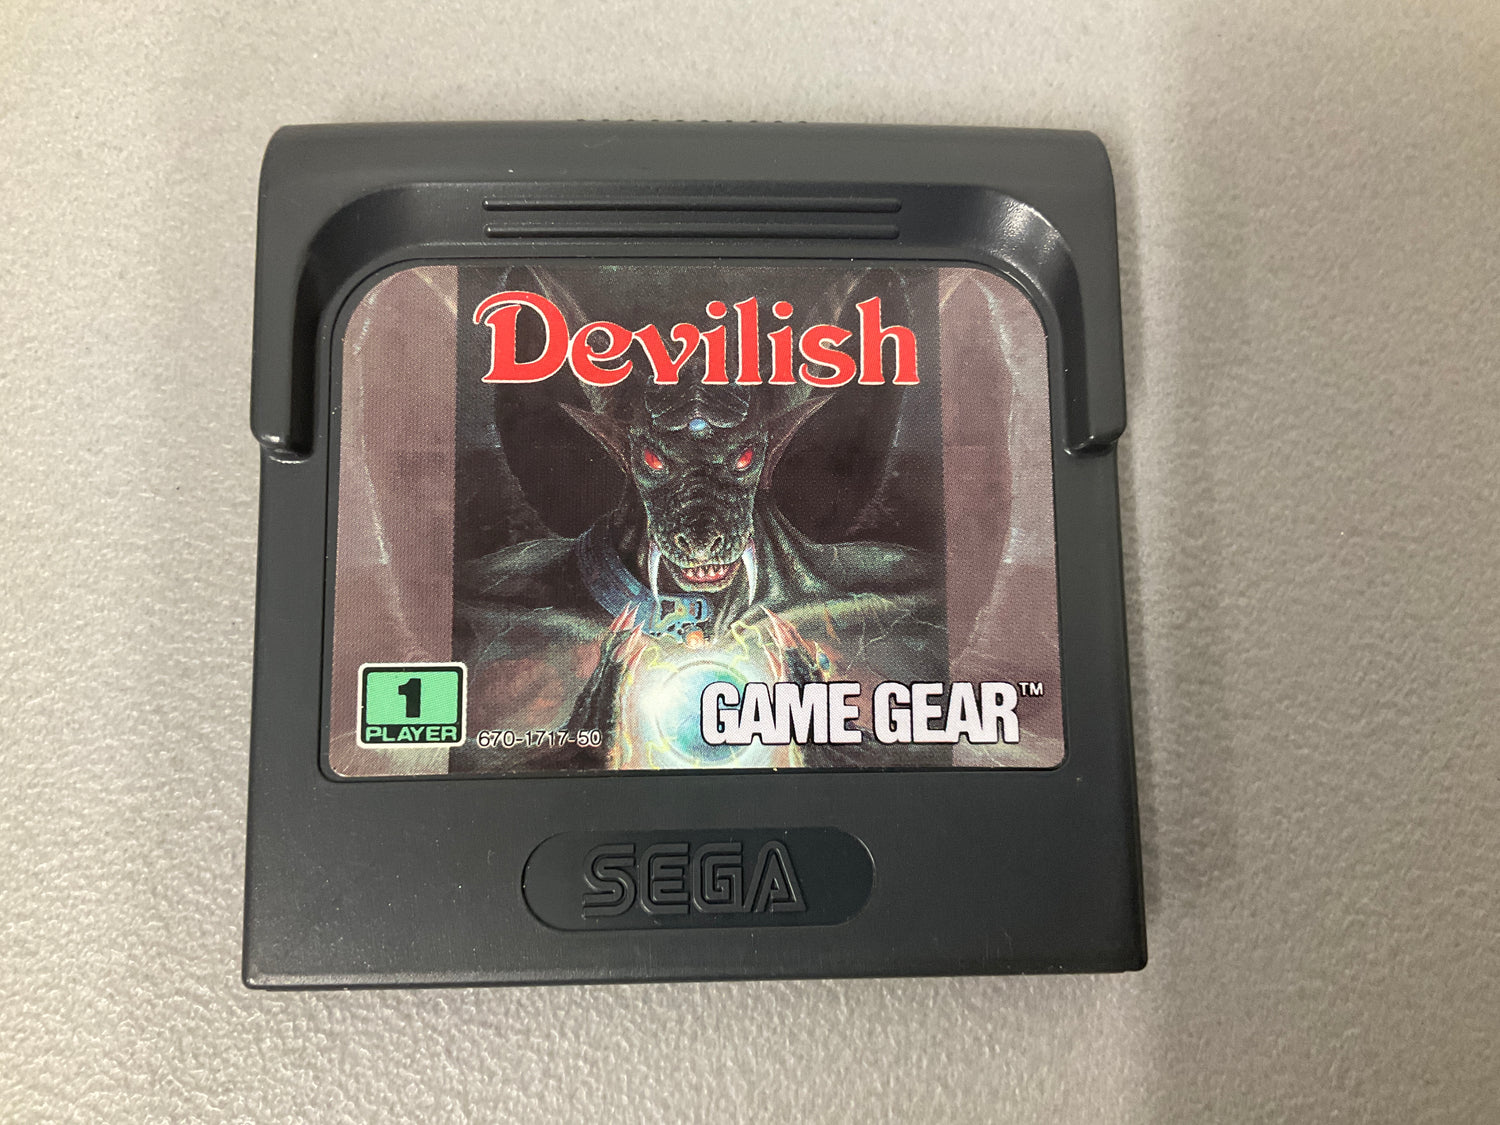 Devilish
1
PLAYER
670-1717-50
GAME GEAR™
SEGA